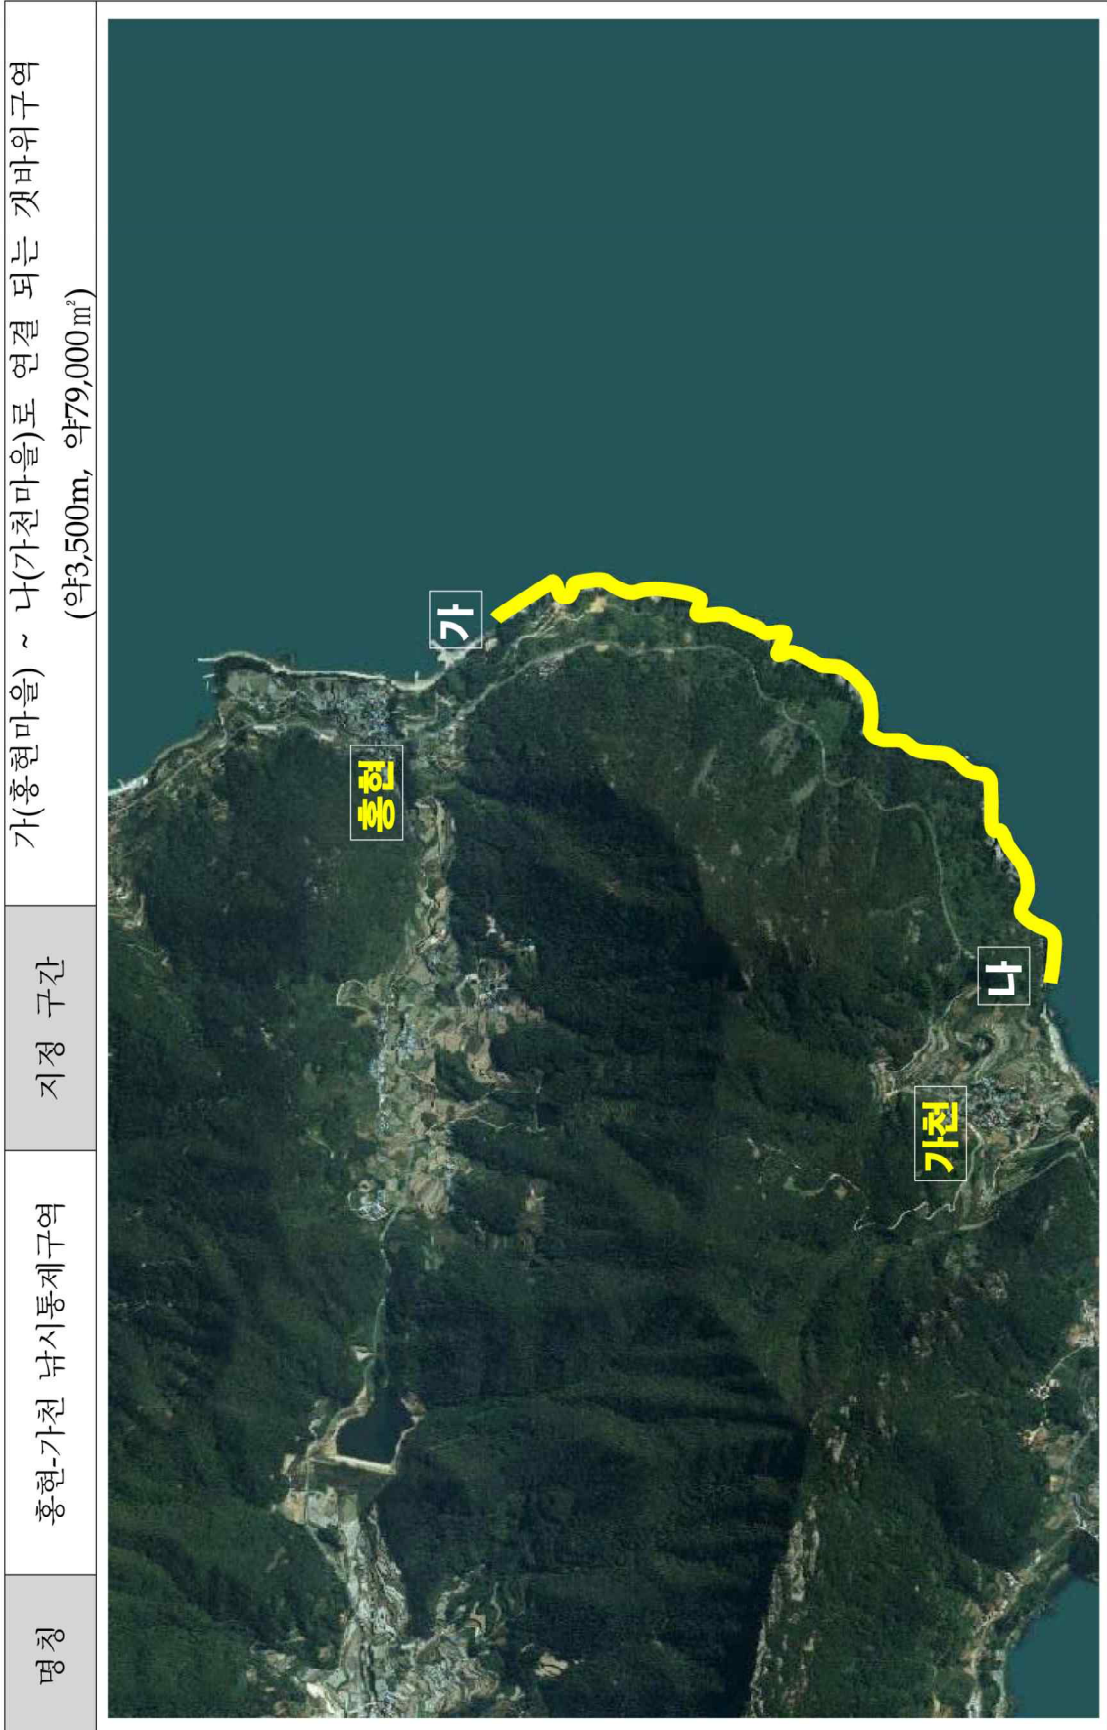 명칭
홍현-가천 낚시통제구역
지정 구간
가(홍현마을) ~ 나(가천마을)로 연결 되는 갯바위구역
(약3,500m, 약79,000㎡)
가
홍현
나
가천